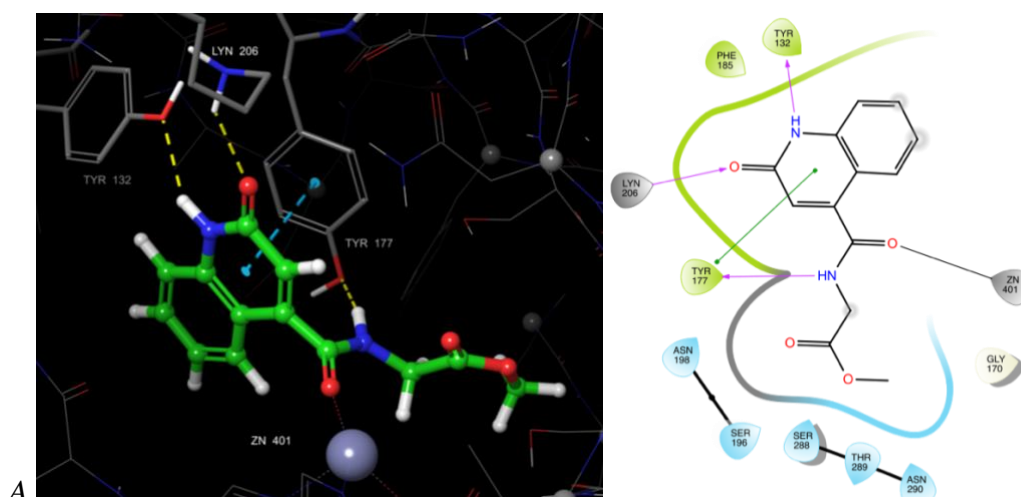 LYN 206
TYR 132
TYR 177
ZN 401
A
TYR
132
PHE
185
NH
O
LYN
206
O
TYR
177
HN
ZN
401
O
O
GLY
170
ASN
198
SER
196
SER
288
THR
289
ASN
290